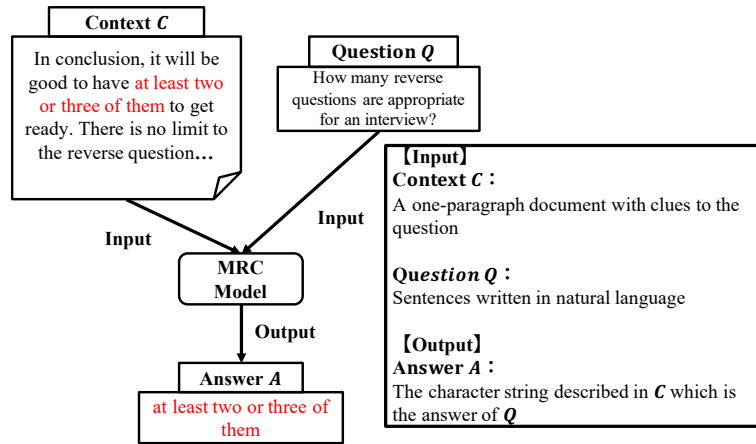 Context C
In conclusion, it will be
good to have at least two
or three of them to get
ready. There is no limit to
the reverse question…
Question Q
How many reverse
questions are appropriate
for an interview?
Input
Input
MRC
Model
Output
Answer A
at least two or three of
them
【Input】
Context C：
A one-paragraph document with clues to the
question
Question Q：
Sentences written in natural language
【Output】
Answer A：
The character string described in C which is
the answer of Q